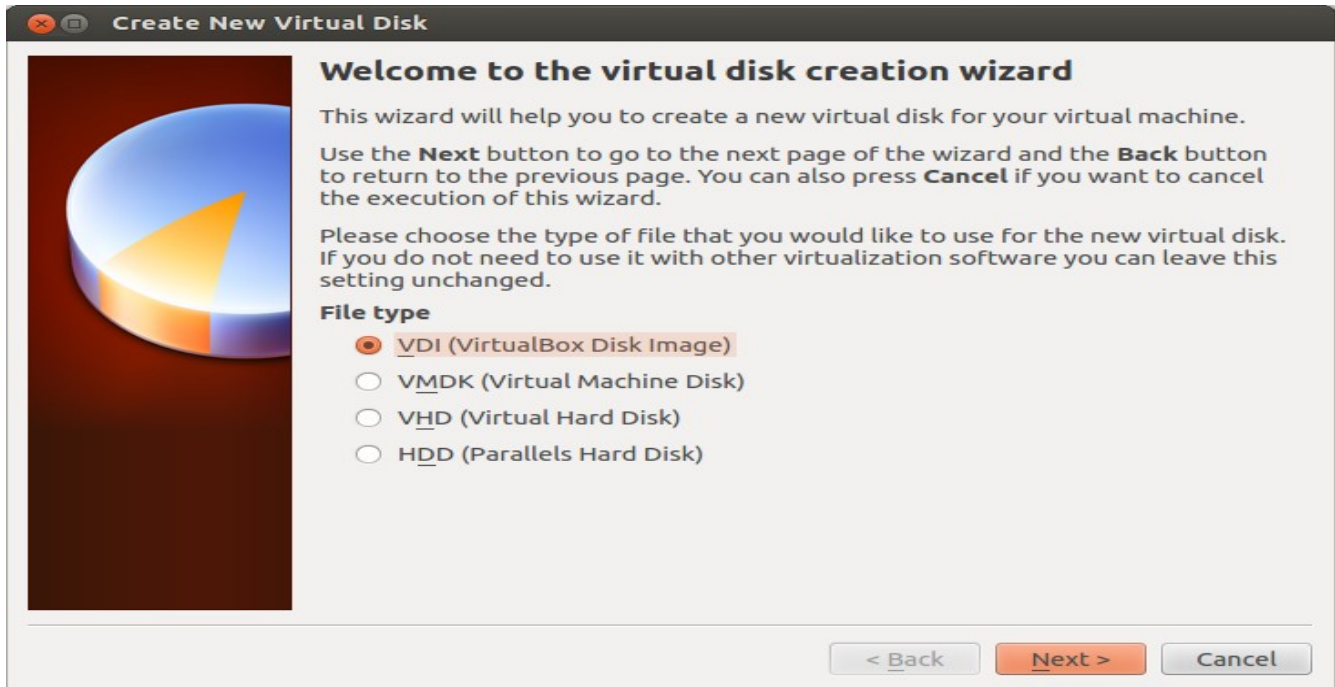 Create New Virtual Disk
Welcome to the virtual disk creation wizard
This wizard will help you to create a new virtual disk for your virtual machine.
Use the Next button to go to the next page of the wizard and the Back button
to return to the previous page. You can also press Cancel if you want to cancel
the execution of this wizard.
Please choose the type of file that you would like to use for the new virtual disk.
If you do not need to use it with other virtualization software you can leave this
setting unchanged.
File type
VDI (VirtualBox Disk Image)
VMDK (Virtual Machine Disk)
VHD (Virtual Hard Disk)
HDD (Parallels Hard Disk)
< Back Next > Cancel